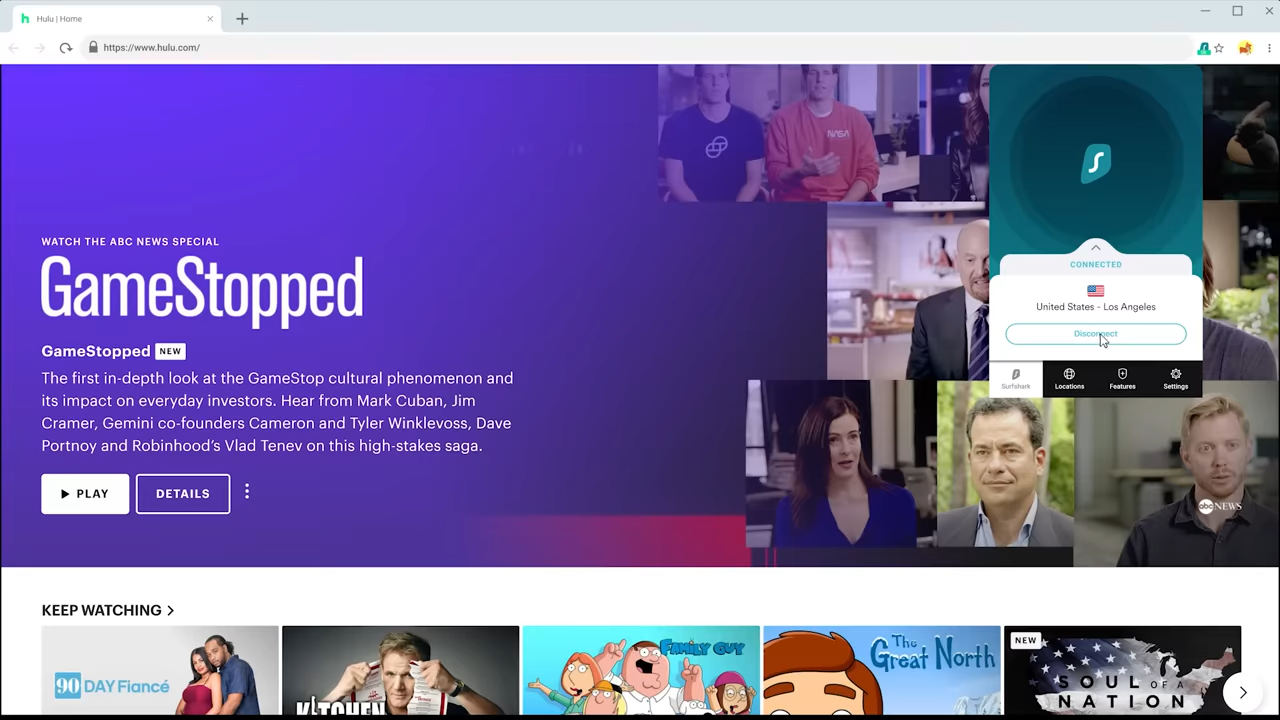 Hulu | Home
https://www.hulu.com/
NASA
WATCH THE ABC NEWS SPECIAL
GameStopped
GameStopped NEW
The first in-depth look at the GameStop cultural phenomenon and
its impact on everyday investors. Hear from Mark Cuban, Jim
Cramer, Gemini co-founders Cameron and Tyler Winklevoss, Dave
Portnoy and Robinhood's Vlad Tenev on this high-stakes saga.
PLAY
DETAILS
CONNECTED
United States - Los Angeles
Disconnect
Surfshark
Locations
Features
Settings
abc NEWS
KEEP WATCHING
90 DAY Fiancé
KITCHEN
FAMILY GUY
The
Great North
NEW
SOUL OF A
NATION